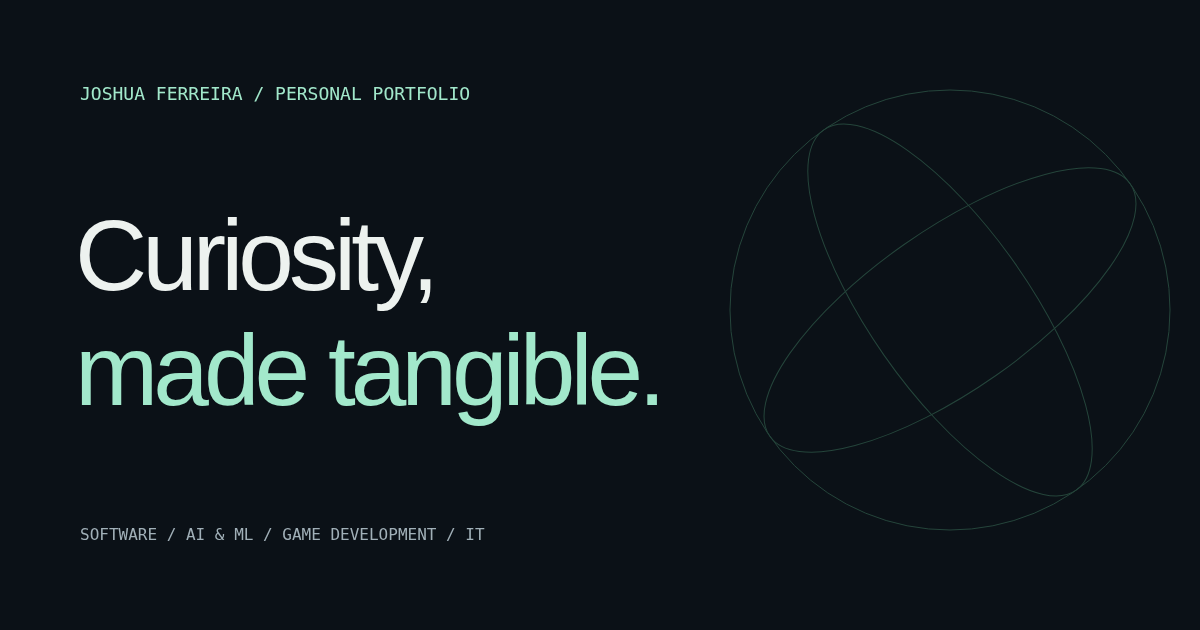 JOSHUA FERREIRA / PERSONAL PORTFOLIO
Curiosity,
made tangible.
SOFTWARE / AI & ML / GAME DEVELOPMENT / IT